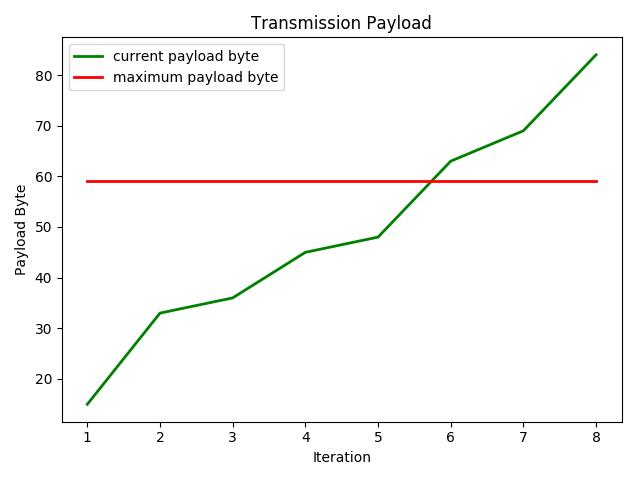 Transmission Payload
current payload byte
maximum payload byte
80
70
60
50
40
30
20
Payload Byte
1 2 3 4 5 6 7 8
Iteration